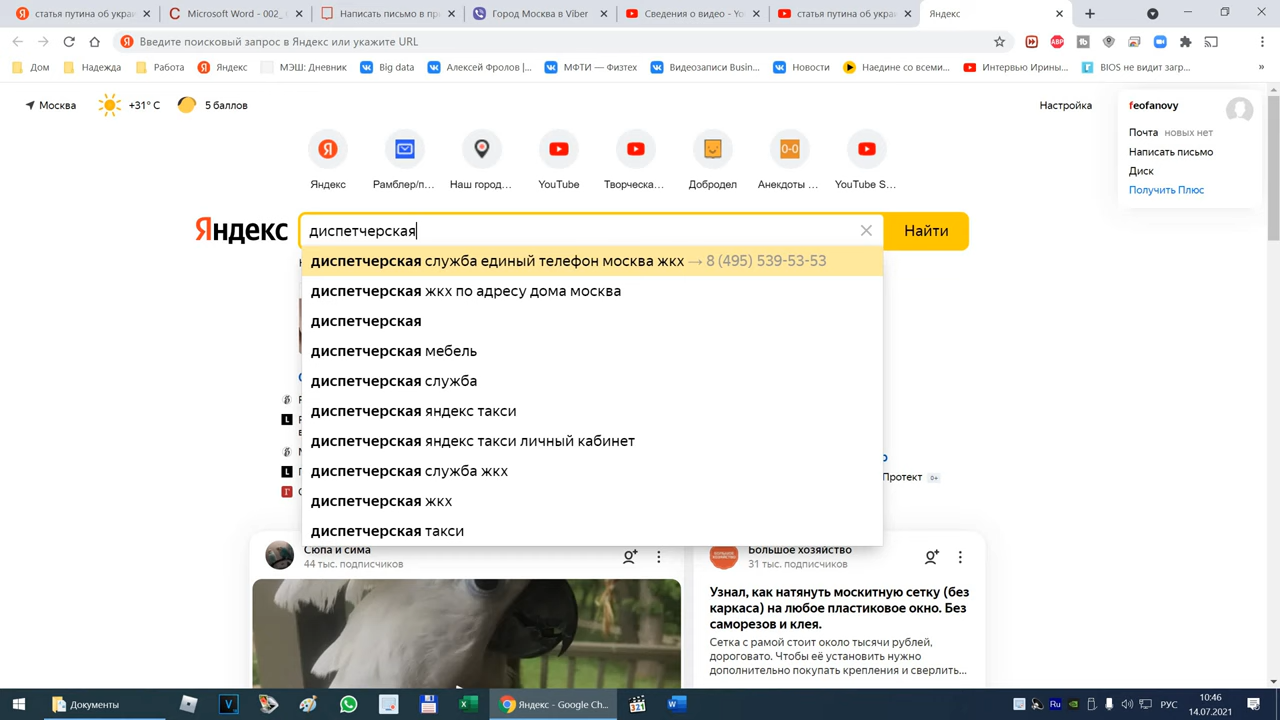 статья путина об укра
Microsoft Word - 002_
Написать письмо в пре
Город Москва в Viber
Сведения о видео -
статья путина об укра
Яндекс
Введите поисковый запрос в Яндекс или укажите URL
Дом
Надежда
Работа
Яндекс
МЭШ: Дневник
Big data
Алексей Фролов |...
МФТИ — Физтех
Видеозаписи Busin...
Новости
Наедине со всеми...
Интервью Ирины...
BIOS не видит загр...
»
Москва
+31° С
5 баллов
Настройка
feofanovy
Почта новых нет
Написать письмо
Диск
Получить Плюс
Яндекс
Рамблер/п...
Наш город...
YouTube
Творческа...
Добродел
Анекдоты ...
YouTube S...
Яндекс
диспетчерская
Найти
диспетчерская служба единый телефон москва жкх → 8 (495) 539-53-53
диспетчерская жкх по адресу дома москва
диспетчерская
диспетчерская мебель
диспетчерская служба
диспетчерская яндекс такси
диспетчерская яндекс такси личный кабинет
диспетчерская служба жкх
диспетчерская жкх
диспетчерская такси
Протект 0+
Сюпа и сима
44 тыс. подписчиков
Большое хозяйство
31 тыс. подписчиков
Узнал, как натянуть москитную сетку (без
каркаса) на любое пластиковое окно. Без
саморезов и клея.
Сетка с рамой стоит около тысячи рублей,
дороговато. Чтобы её установить нужно
дополнительно покупать крепления и сверлить...
Документы
Яндекс - Google Ch...
РУС
10:46
14.07.2021